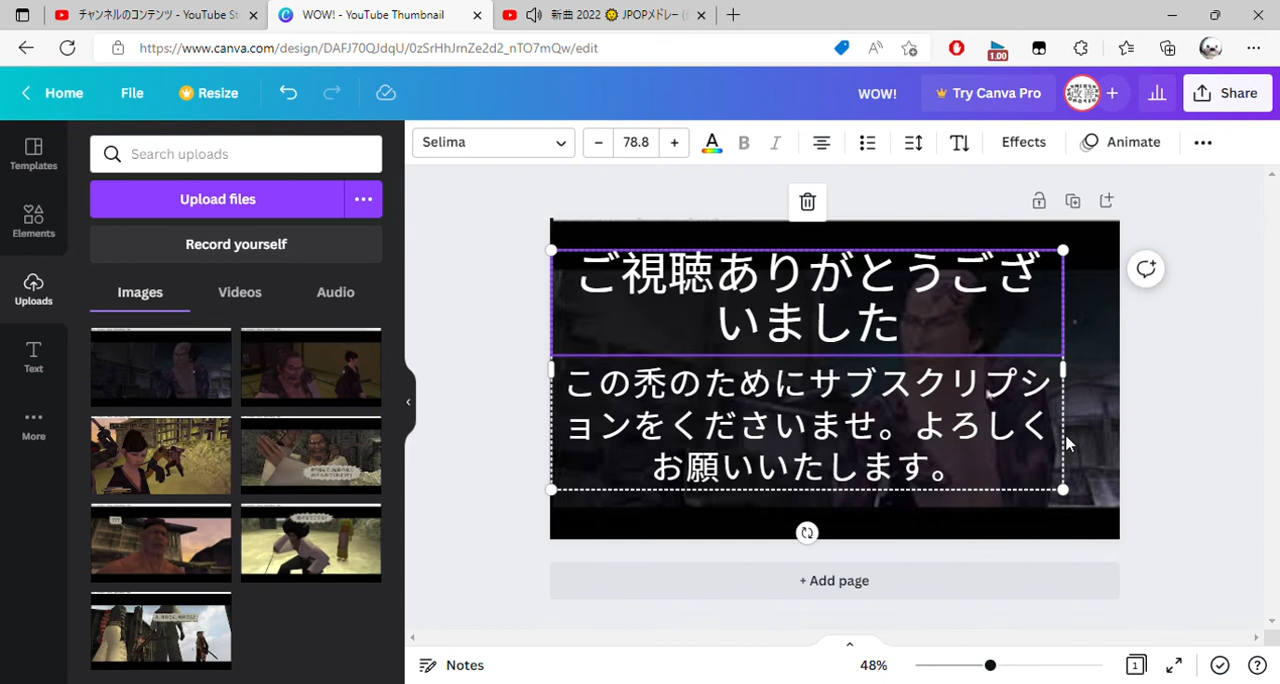 チャンネルのコンテンツ - YouTube St
WOW! - YouTube Thumbnail
新曲 2022 🌞 JPOPメドレー (
https://www.canva.com/design/DAFJ70QJdqU/0zSrHhJrnZe2d2_nTO7mQw/edit
1.00
Home
File
Resize
WOW!
Try Canva Pro
Share
Templates
Elements
Uploads
Text
More
Search uploads
Upload files
Record yourself
Images
Videos
Audio
Selima
78.8
A
B
I
Effects
Animate
ご視聴ありがとうござ
いました
この禿のためにサブスクリプシ
ョンをくださいませ。よろしく
お願いいたします。
+ Add page
Notes
48%
1